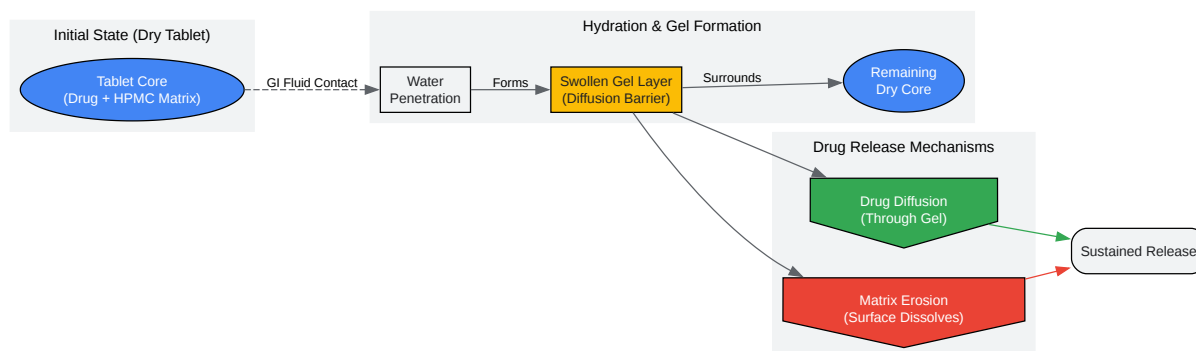 Initial State (Dry Tablet)
Tablet Core
(Drug + HPMC Matrix)
GI Fluid Contact
Hydration & Gel Formation
Water
Penetration
Forms
Swollen Gel Layer
(Diffusion Barrier)
Surrounds
Remaining
Dry Core
Drug Release Mechanisms
Drug Diffusion
(Through Gel)
Matrix Erosion
(Surface Dissolves)
Sustained Release